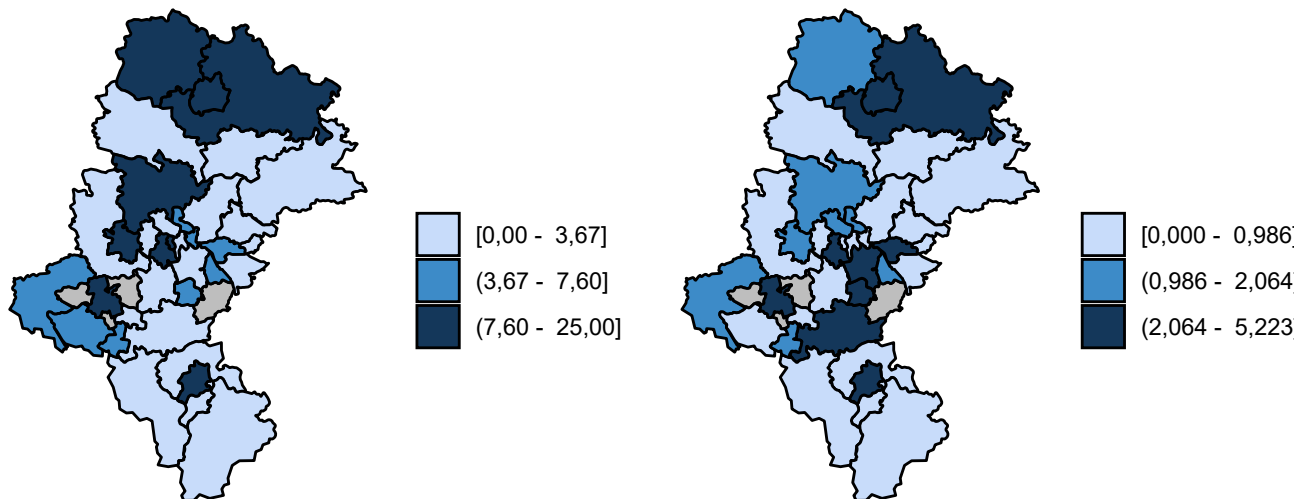 [0,00 - 3,67]
(3,67 - 7,60]
(7,60 - 25,00]
[0,000 - 0,986]
(0,986 - 2,064]
(2,064 - 5,223]